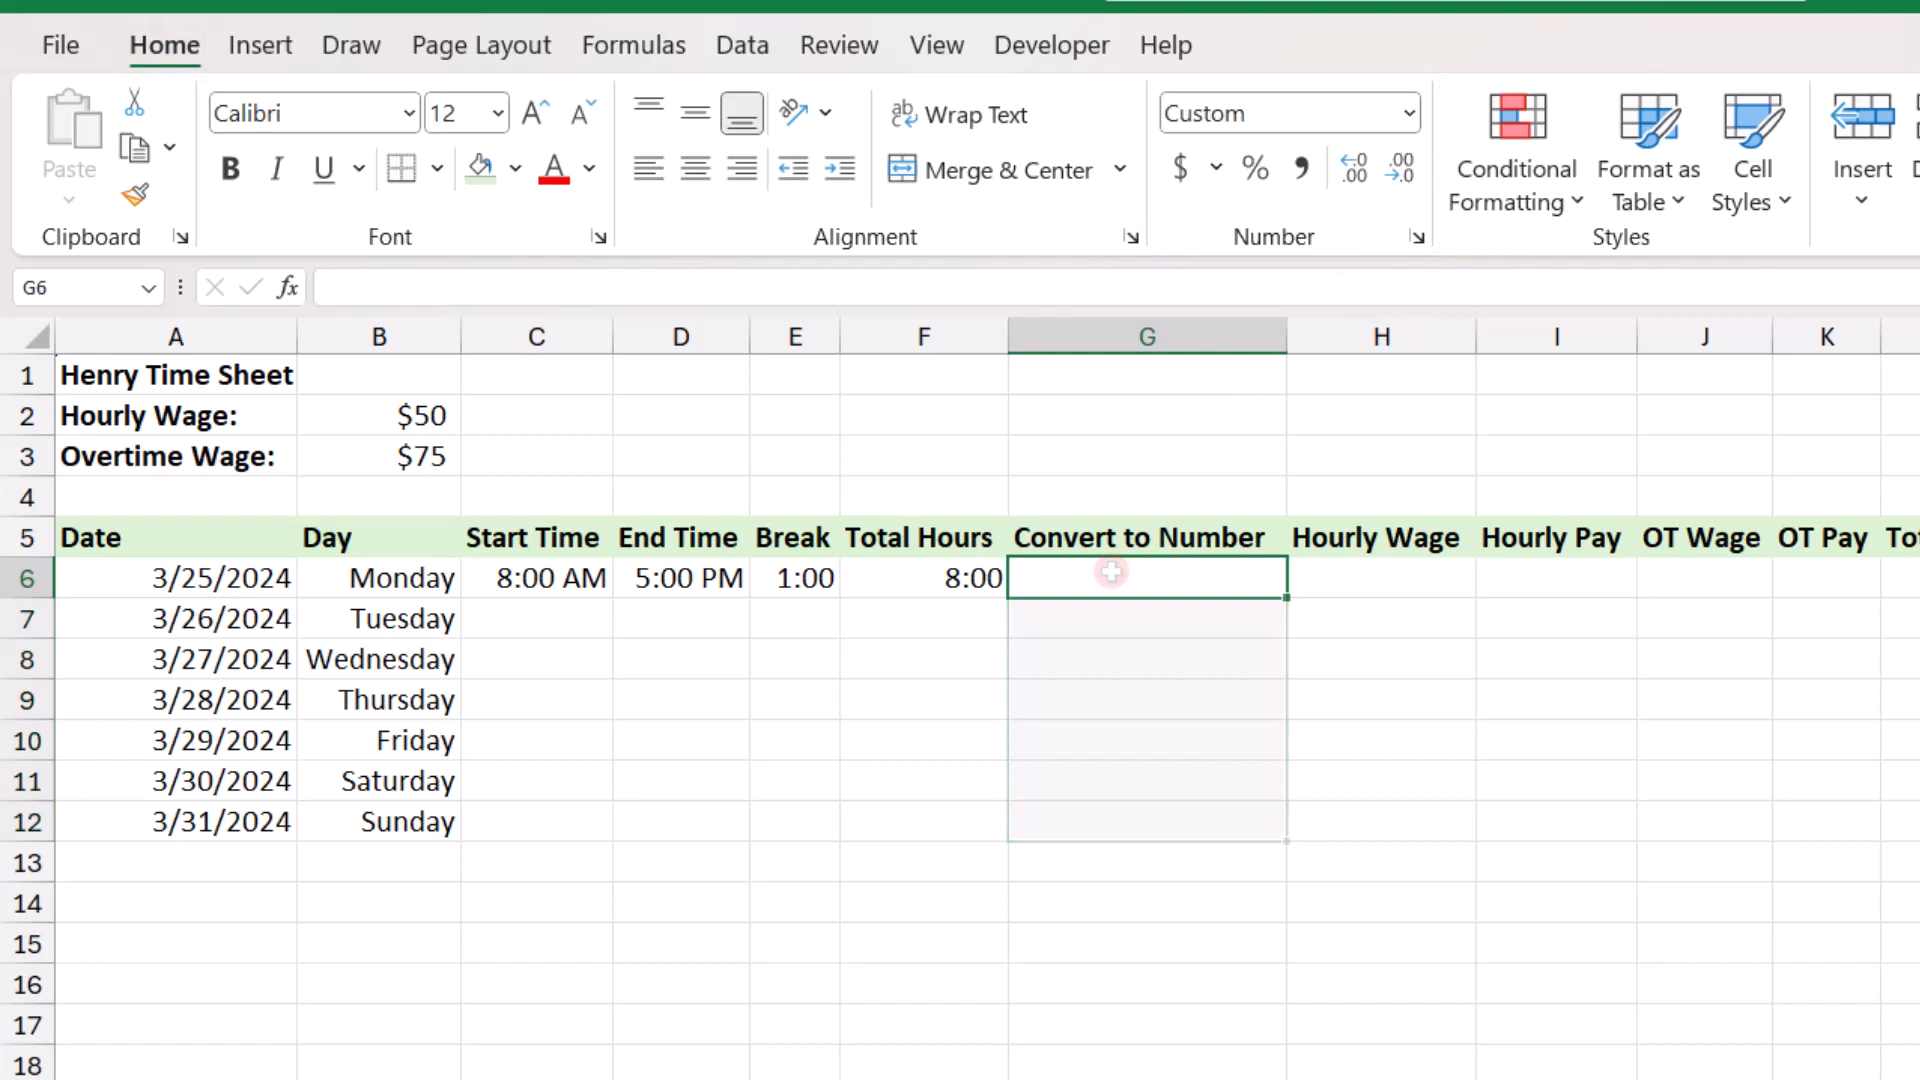 File Home Insert Draw Page Layout Formulas Data Review View Developer Help
Paste
Clipboard
Calibri 12
B I U A
Font
Wrap Text
Merge & Center
Alignment
Custom
$ % 9 .00 .00
Number
Conditional Formatting
Format as Table
Cell Styles
Styles
Insert
G6 fx
A B C D E F G H I J K
1 Henry Time Sheet
2 Hourly Wage: $50
3 Overtime Wage: $75
4
5 Date Day Start Time End Time Break Total Hours Convert to Number Hourly Wage Hourly Pay OT Wage OT Pay
6 3/25/2024 Monday 8:00 AM 5:00 PM 1:00 8:00
7 3/26/2024 Tuesday
8 3/27/2024 Wednesday
9 3/28/2024 Thursday
10 3/29/2024 Friday
11 3/30/2024 Saturday
12 3/31/2024 Sunday
13
14
15
16
17
18